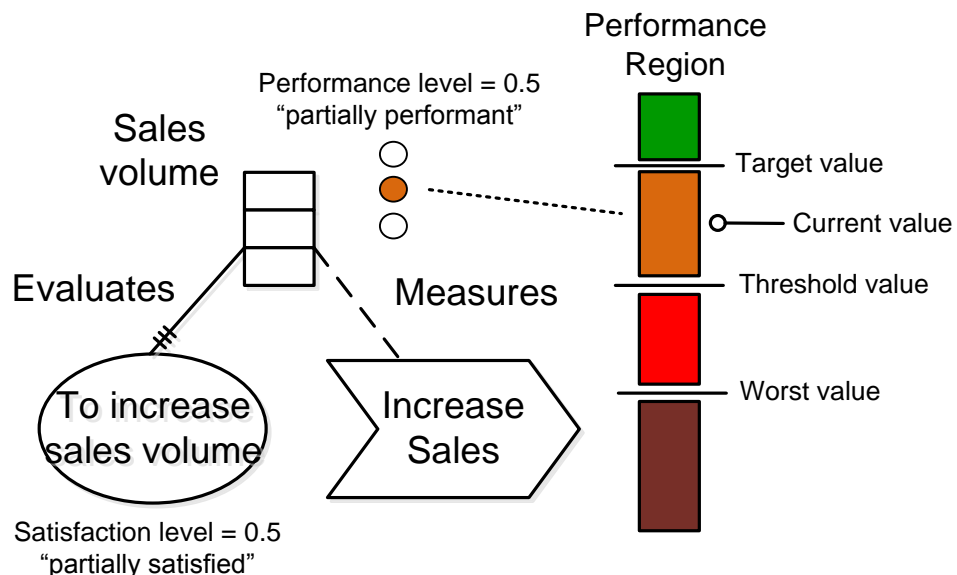 Performance
Region
Performance level = 0.5
“partially performant”
Sales
volume
Target value
Current value
Evaluates
Measures
Threshold value
To increase
sales volume
Increase
Sales
Worst value
Satisfaction level = 0.5
“partially satisfied”